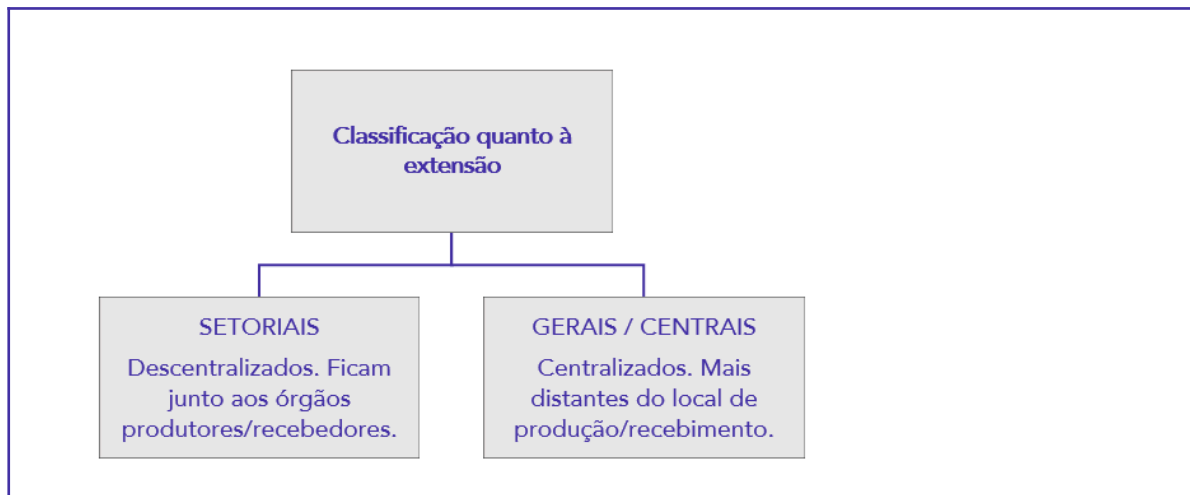 Classificação quanto à
extensão
SETORIAIS
Descentralizados. Ficam
junto aos órgãos
produtores/recebedores.
GERAIS / CENTRAIS
Centralizados. Mais
distantes do local de
produção/recebimento.